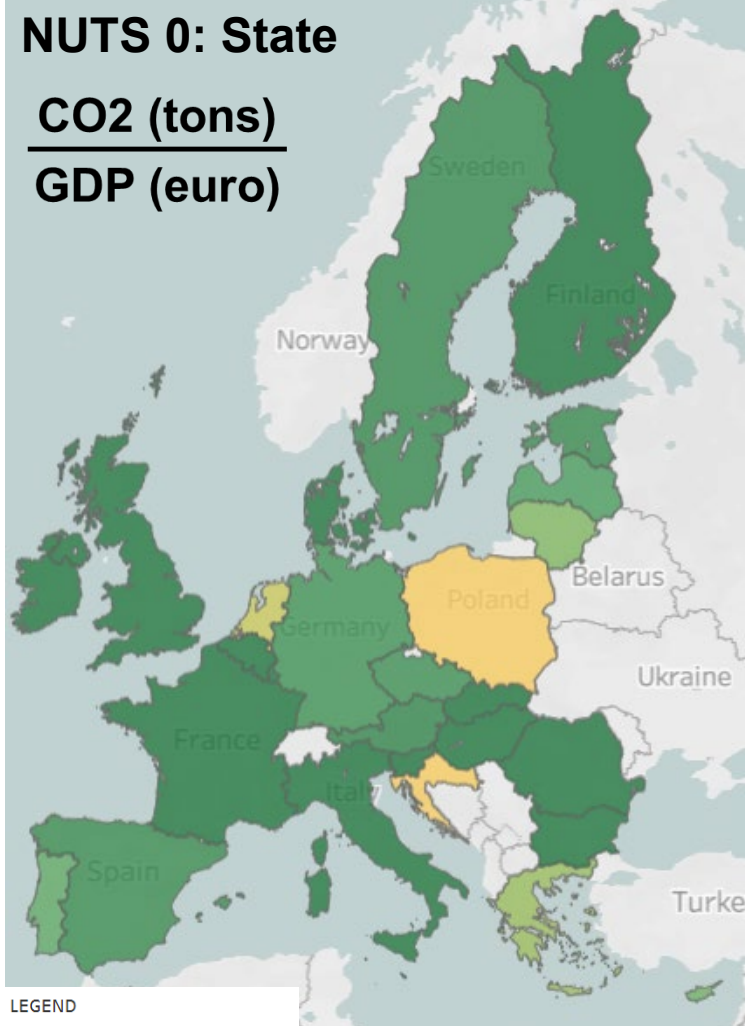 NUTS 0: State
CO2 (tons)
GDP (euro)
Sweden
Finland
Norway
Belarus
Poland
Germany
Ukraine
France
Italy
Spain
Turke
LEGEND